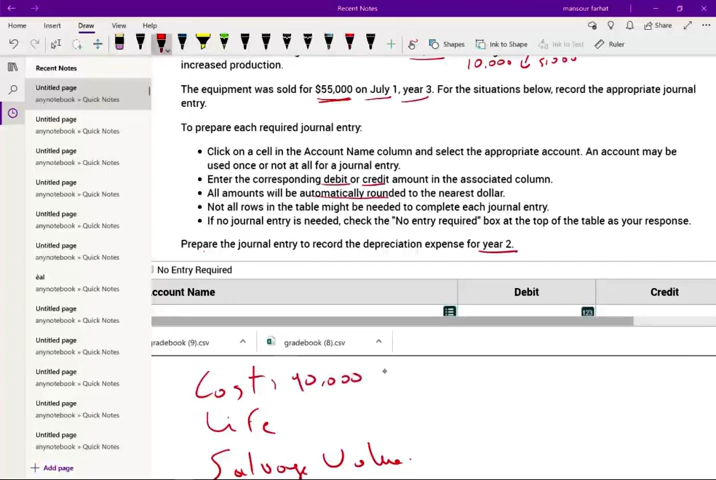 Recent Notes
mansour farhat
Home Insert Draw View Help
Share
Shapes Ink to Shape Ink to Text Ruler
Recent Notes
Untitled page
anynotebook » Quick Notes
Untitled page
anynotebook » Quick Notes
Untitled page
anynotebook » Quick Notes
Untitled page
anynotebook » Quick Notes
Untitled page
anynotebook » Quick Notes
Untitled page
anynotebook » Quick Notes
èal
anynotebook » Quick Notes
Untitled page
anynotebook » Quick Notes
Untitled page
anynotebook » Quick Notes
Untitled page
anynotebook » Quick Notes
Untitled page
anynotebook » Quick Notes
Untitled page
anynotebook » Quick Notes
Add page
increased production.
10,000 5,000
The equipment was sold for $55,000 on July 1, year 3. For the situations below, record the appropriate journal
entry.
To prepare each required journal entry:
• Click on a cell in the Account Name column and select the appropriate account. An account may be
used once or not at all for a journal entry.
• Enter the corresponding debit or credit amount in the associated column.
• All amounts will be automatically rounded to the nearest dollar.
• Not all rows in the table might be needed to complete each journal entry.
• If no journal entry is needed, check the "No entry required" box at the top of the table as your response.
Prepare the journal entry to record the depreciation expense for year 2.
No Entry Required
ccount Name Debit Credit
123
gradebook (9).csv gradebook (8).csv
Cost, 90,000
Life
Salvage Value.